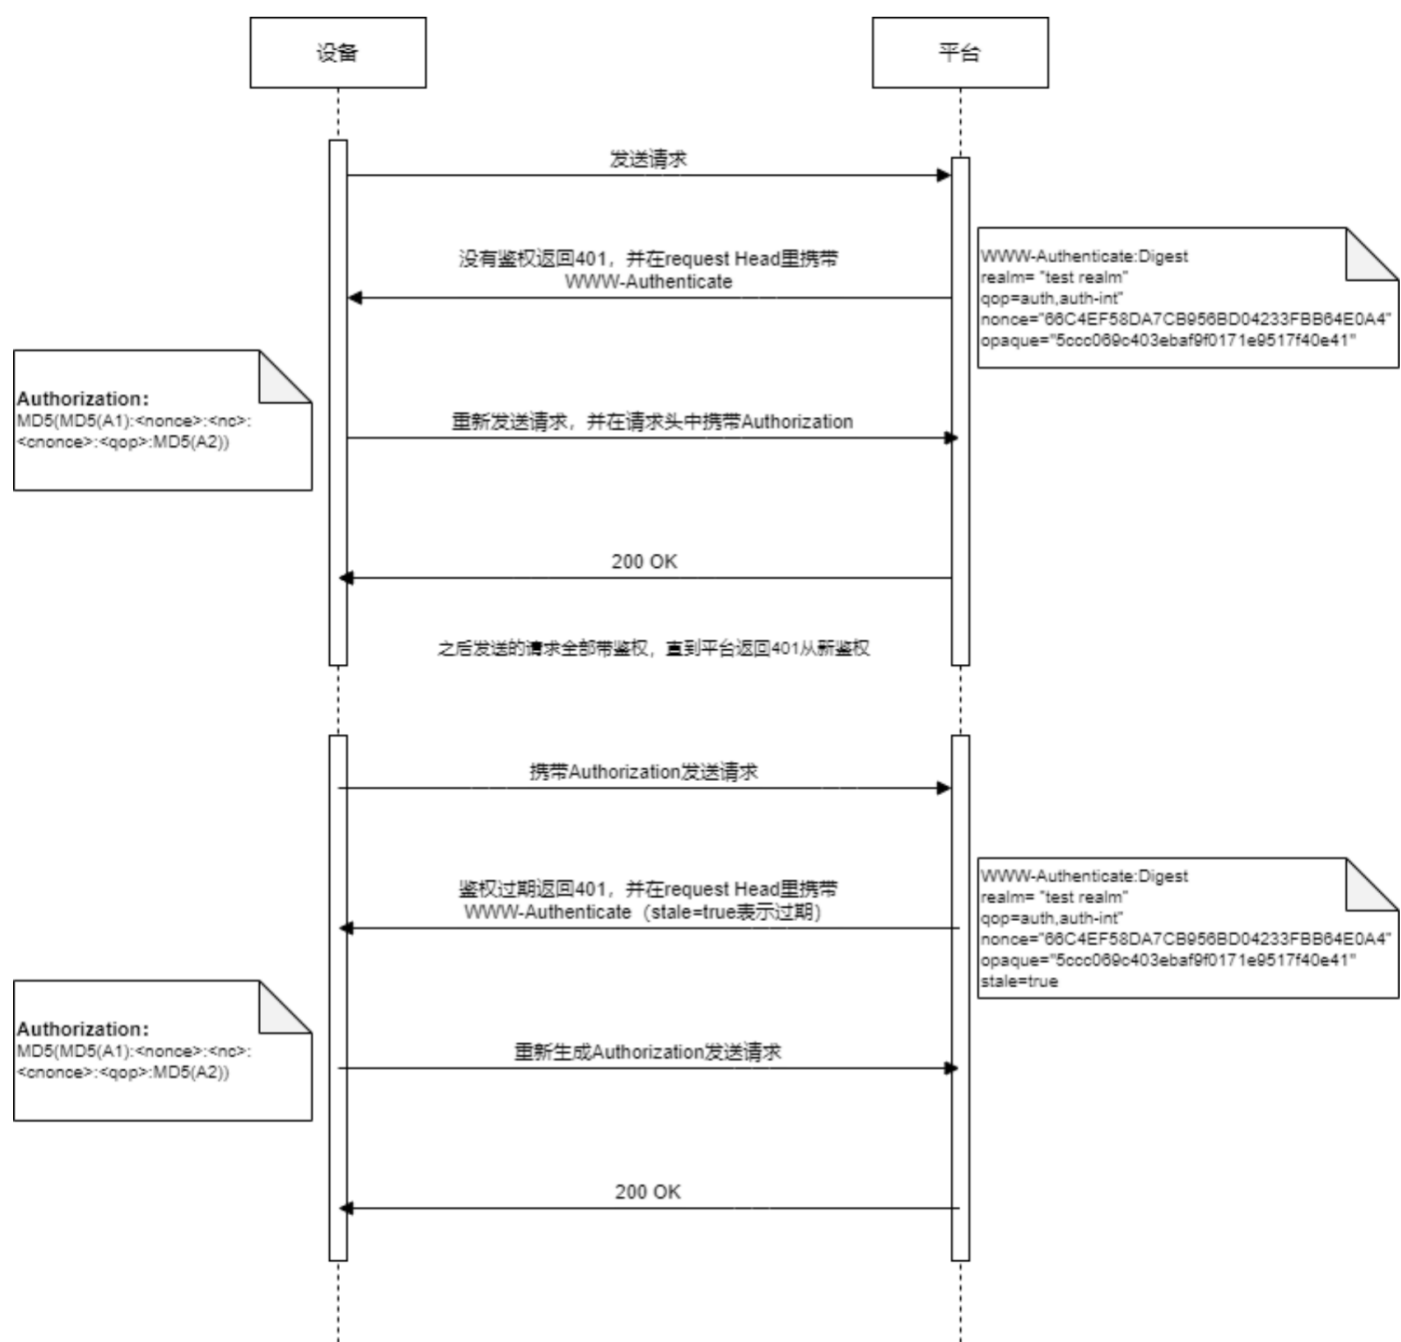 设备
平台
发送请求
没有鉴权返回401，并在request Head里携带
WWW-Authenticate
WWW-Authenticate:Digest
realm= "test realm"
qop=auth,auth-int"
nonce="66C4EF58DA7CB956BD04233FBB64E0A4"
opaque="5ccc069c403ebaf9f0171e9517f40e41"
Authorization：
MD5(MD5(A1):<nonce>:<nc>:
<cnonce>:<qop>:MD5(A2))
重新发送请求，并在请求头中携带Authorization
200 OK
之后发送的请求全部带鉴权，直到平台返回401从新鉴权
携带Authorization发送请求
鉴权过期返回401，并在request Head里携带
WWW-Authenticate（stale=true表示过期）
WWW-Authenticate:Digest
realm= "test realm"
qop=auth,auth-int"
nonce="66C4EF58DA7CB956BD04233FBB64E0A4"
opaque="5ccc069c403ebaf9f0171e9517f40e41"
stale=true
Authorization：
MD5(MD5(A1):<nonce>:<nc>:
<cnonce>:<qop>:MD5(A2))
重新生成Authorization发送请求
200 OK